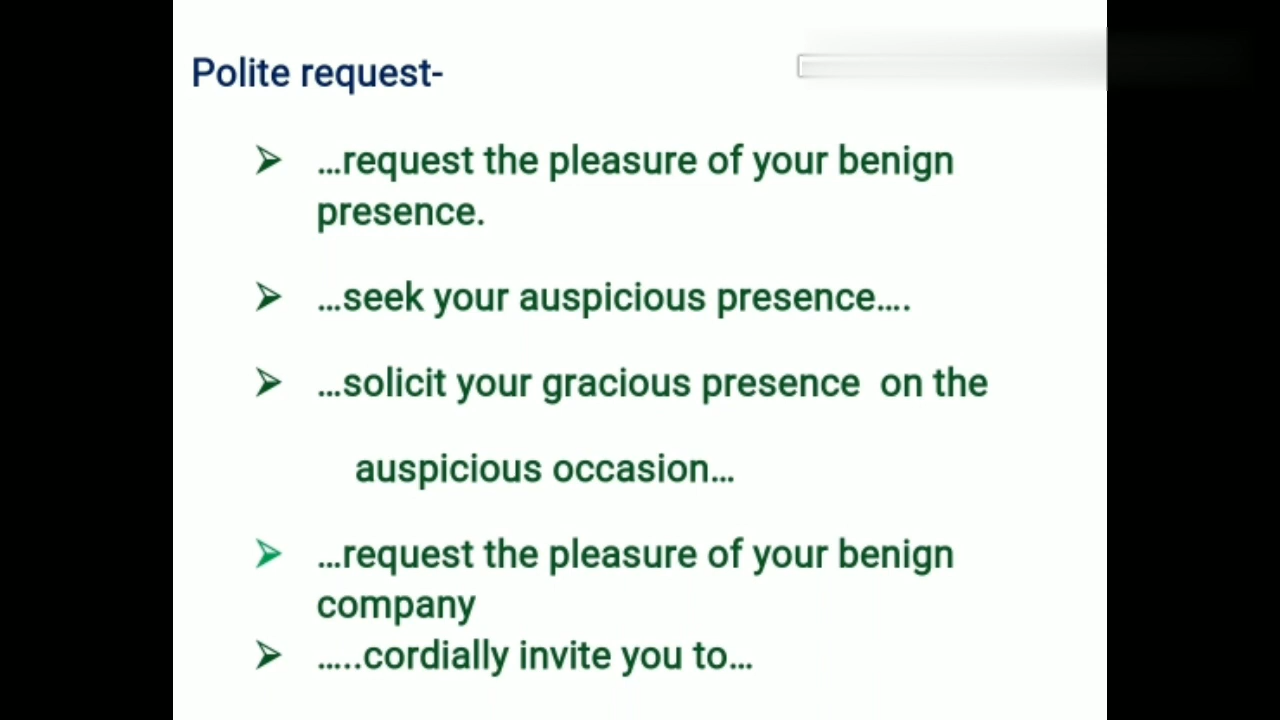 Polite request-
➢ …request the pleasure of your benign
presence.
➢ …seek your auspicious presence….
➢ …solicit your gracious presence  on the
auspicious occasion…
➢ …request the pleasure of your benign
company
➢ …..cordially invite you to…